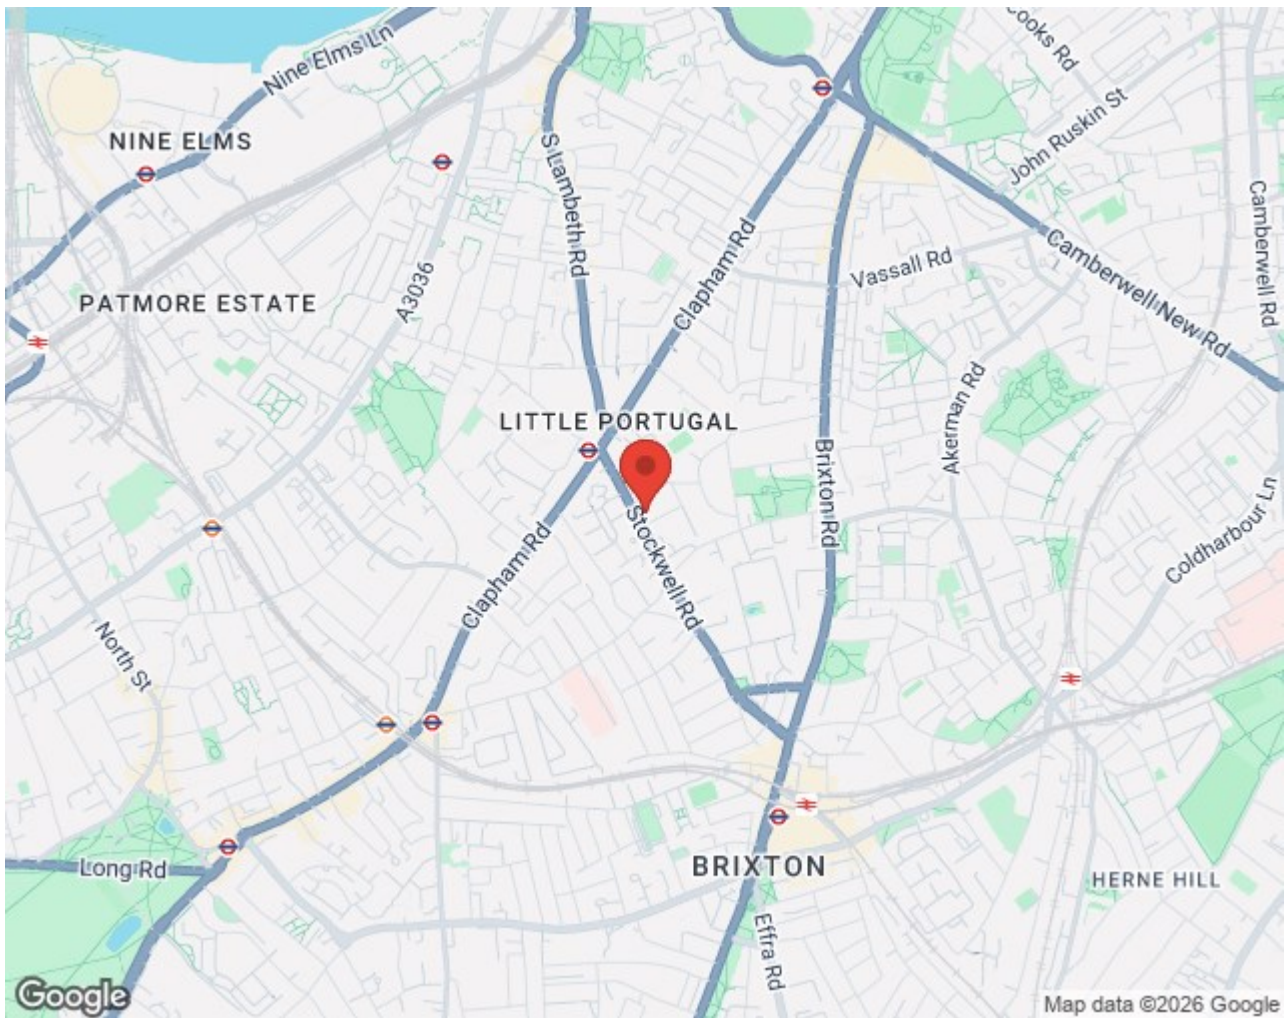 Cooks Rd
Nine Elms Ln
John Ruskin St
NINE ELMS
S Lambeth Rd
Clapham Rd
Camberwell Rd
Vassall Rd
Camberwell New Rd
A3036
PATMORE ESTATE
Akerman Rd
LITTLE PORTUGAL
Brixton Rd
Stockwell Rd
Coldharbour Ln
Clapham Rd
North St
Long Rd
BRIXTON
HERNE HILL
Effra Rd
Google
Map data ©2026 Google